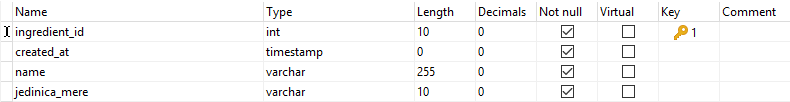 Name Type Length Decimals Not null Virtual Key Comment
ingredient_id int 10 0 1
created_at timestamp 0 0
name varchar 255 0
jedinica_mere varchar 10 0